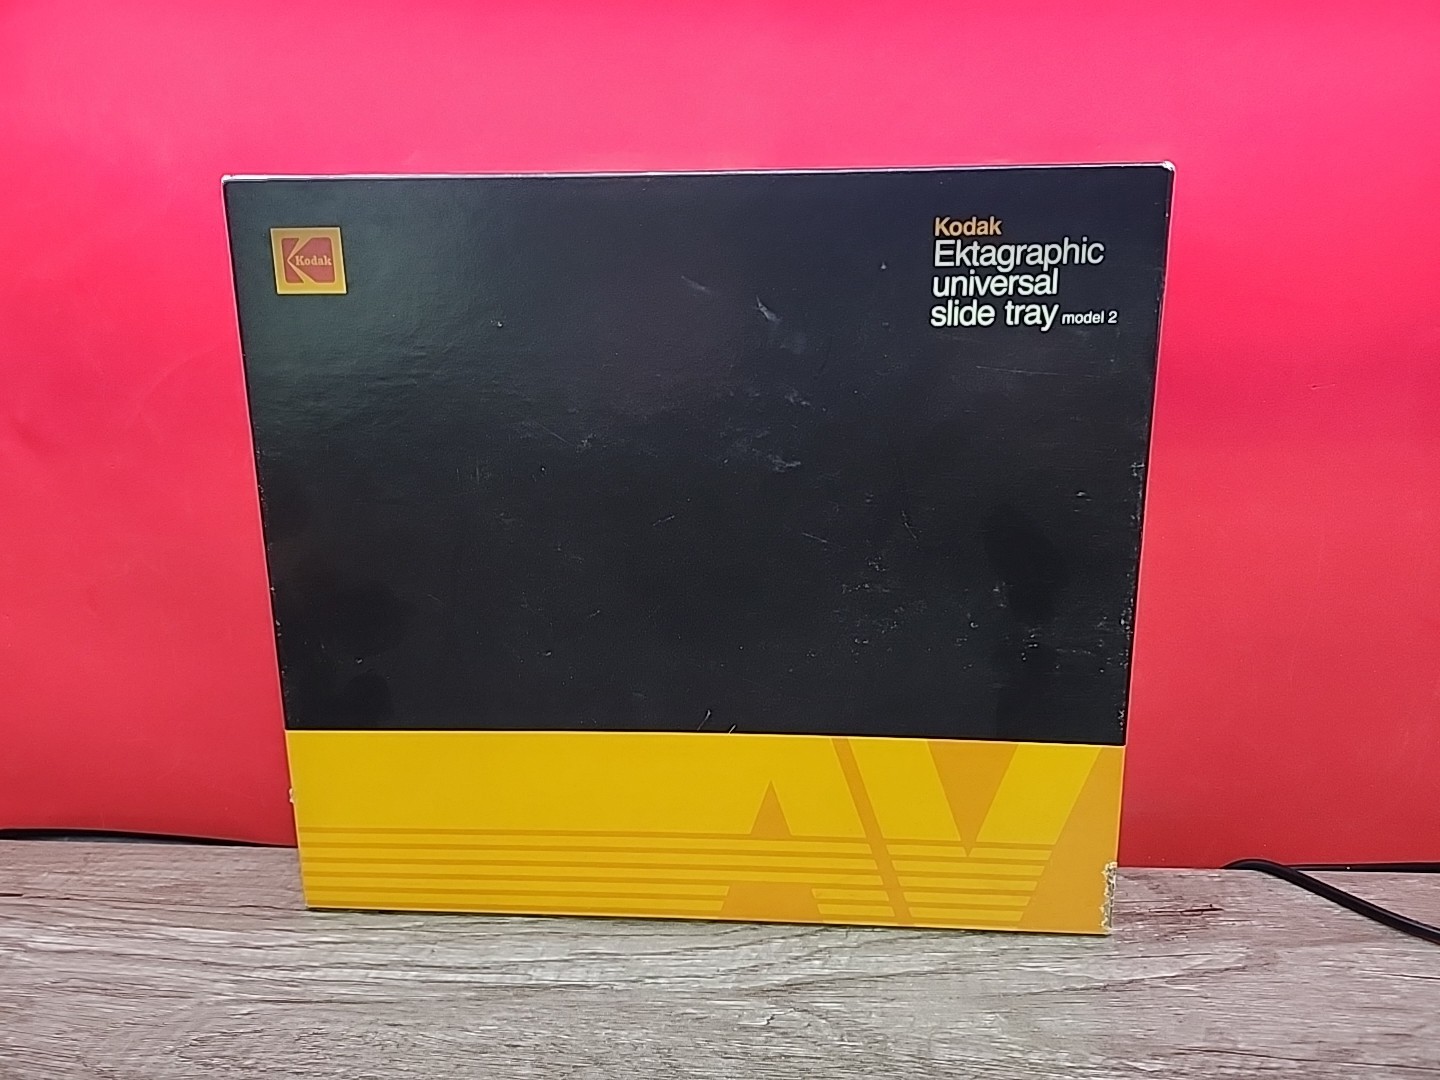 Kodak
Kodak
Ektagraphic
universal
slide tray model 2
AV